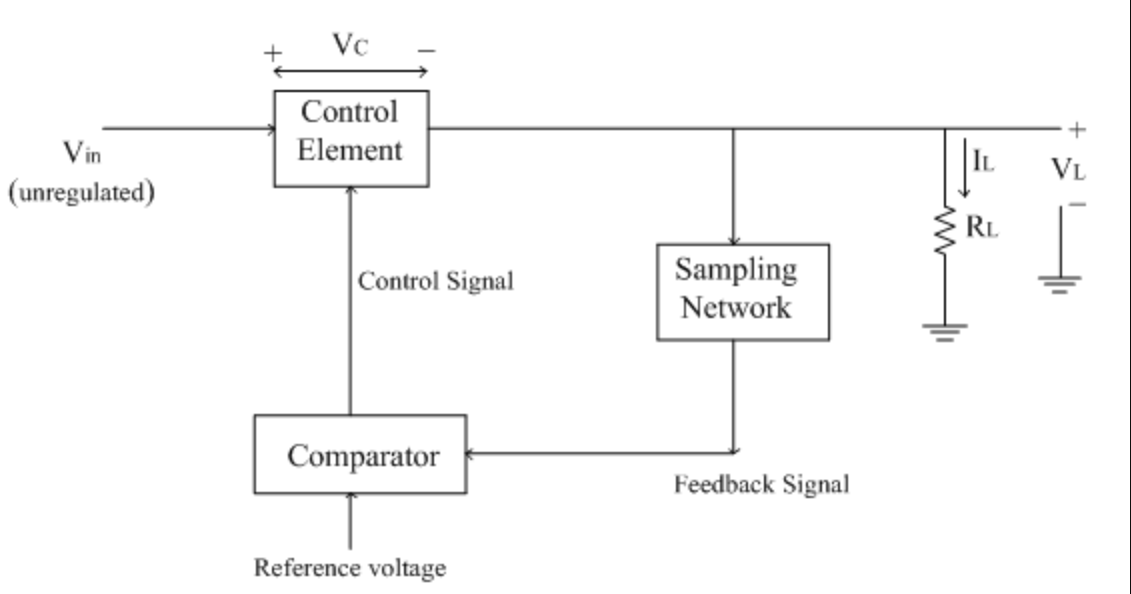 + Vc −
Control
Element
Vin
(unregulated)
+
IL
VL
−
RL
Sampling
Network
Control Signal
Comparator
Feedback Signal
Reference voltage